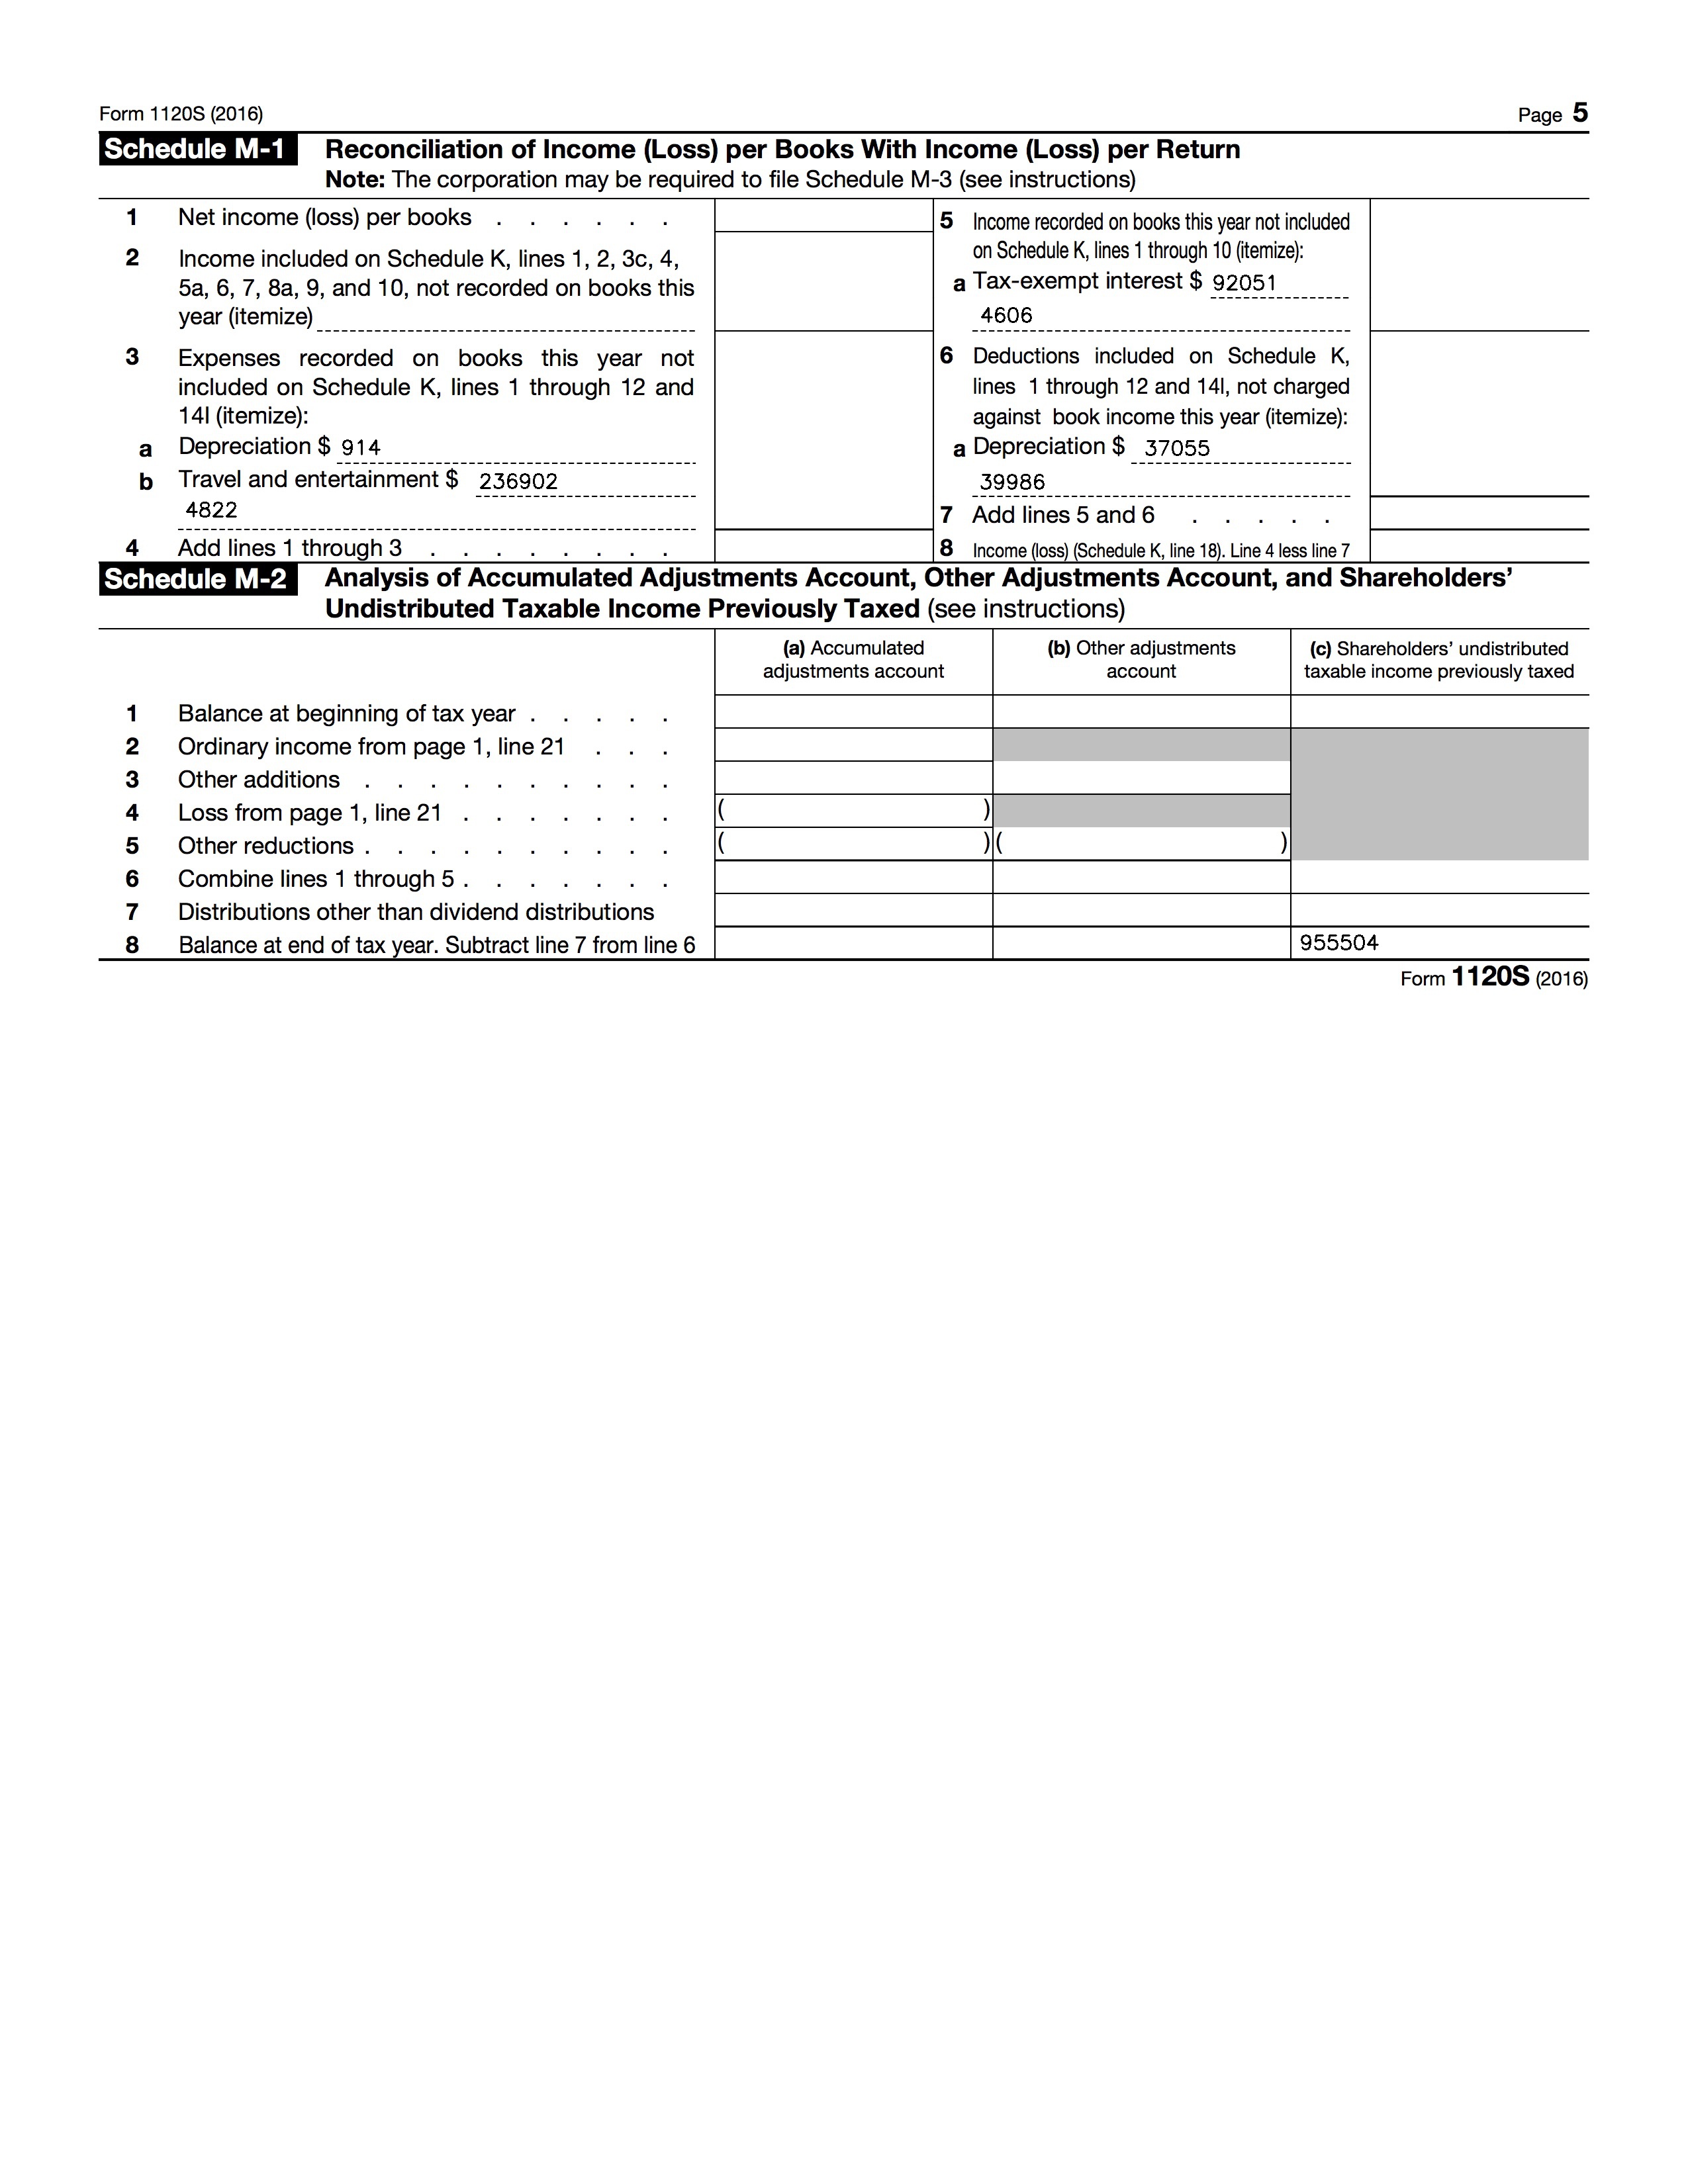 Form 1120S (2016)
Page 5
Schedule M-1 Reconciliation of Income (Loss) per Books With Income (Loss) per Return
Note: The corporation may be required to file Schedule M-3 (see instructions)
1 Net income (loss) per books . . . . . .
2 Income included on Schedule K, lines 1, 2, 3c, 4,
5a, 6, 7, 8a, 9, and 10, not recorded on books this
year (itemize)
3 Expenses recorded on books this year not
included on Schedule K, lines 1 through 12 and
14l (itemize):
a Depreciation $ 914
b Travel and entertainment $ 236902
4822
4 Add lines 1 through 3 . . . . . . . .
5 Income recorded on books this year not included
on Schedule K, lines 1 through 10 (itemize):
a Tax-exempt interest $ 92051
4606
6 Deductions included on Schedule K,
lines 1 through 12 and 14l, not charged
against book income this year (itemize):
a Depreciation $ 37055
39986
7 Add lines 5 and 6 . . . . .
8 Income (loss) (Schedule K, line 18). Line 4 less line 7
Schedule M-2 Analysis of Accumulated Adjustments Account, Other Adjustments Account, and Shareholders’
Undistributed Taxable Income Previously Taxed (see instructions)
(a) Accumulated
adjustments account
(b) Other adjustments
account
(c) Shareholders’ undistributed
taxable income previously taxed
1 Balance at beginning of tax year . . . . .
2 Ordinary income from page 1, line 21 . . .
3 Other additions . . . . . . . . . .
4 Loss from page 1, line 21 . . . . . . . ( )
5 Other reductions . . . . . . . . . . ( ) ( )
6 Combine lines 1 through 5 . . . . . . .
7 Distributions other than dividend distributions
8 Balance at end of tax year. Subtract line 7 from line 6 955504
Form 1120S (2016)